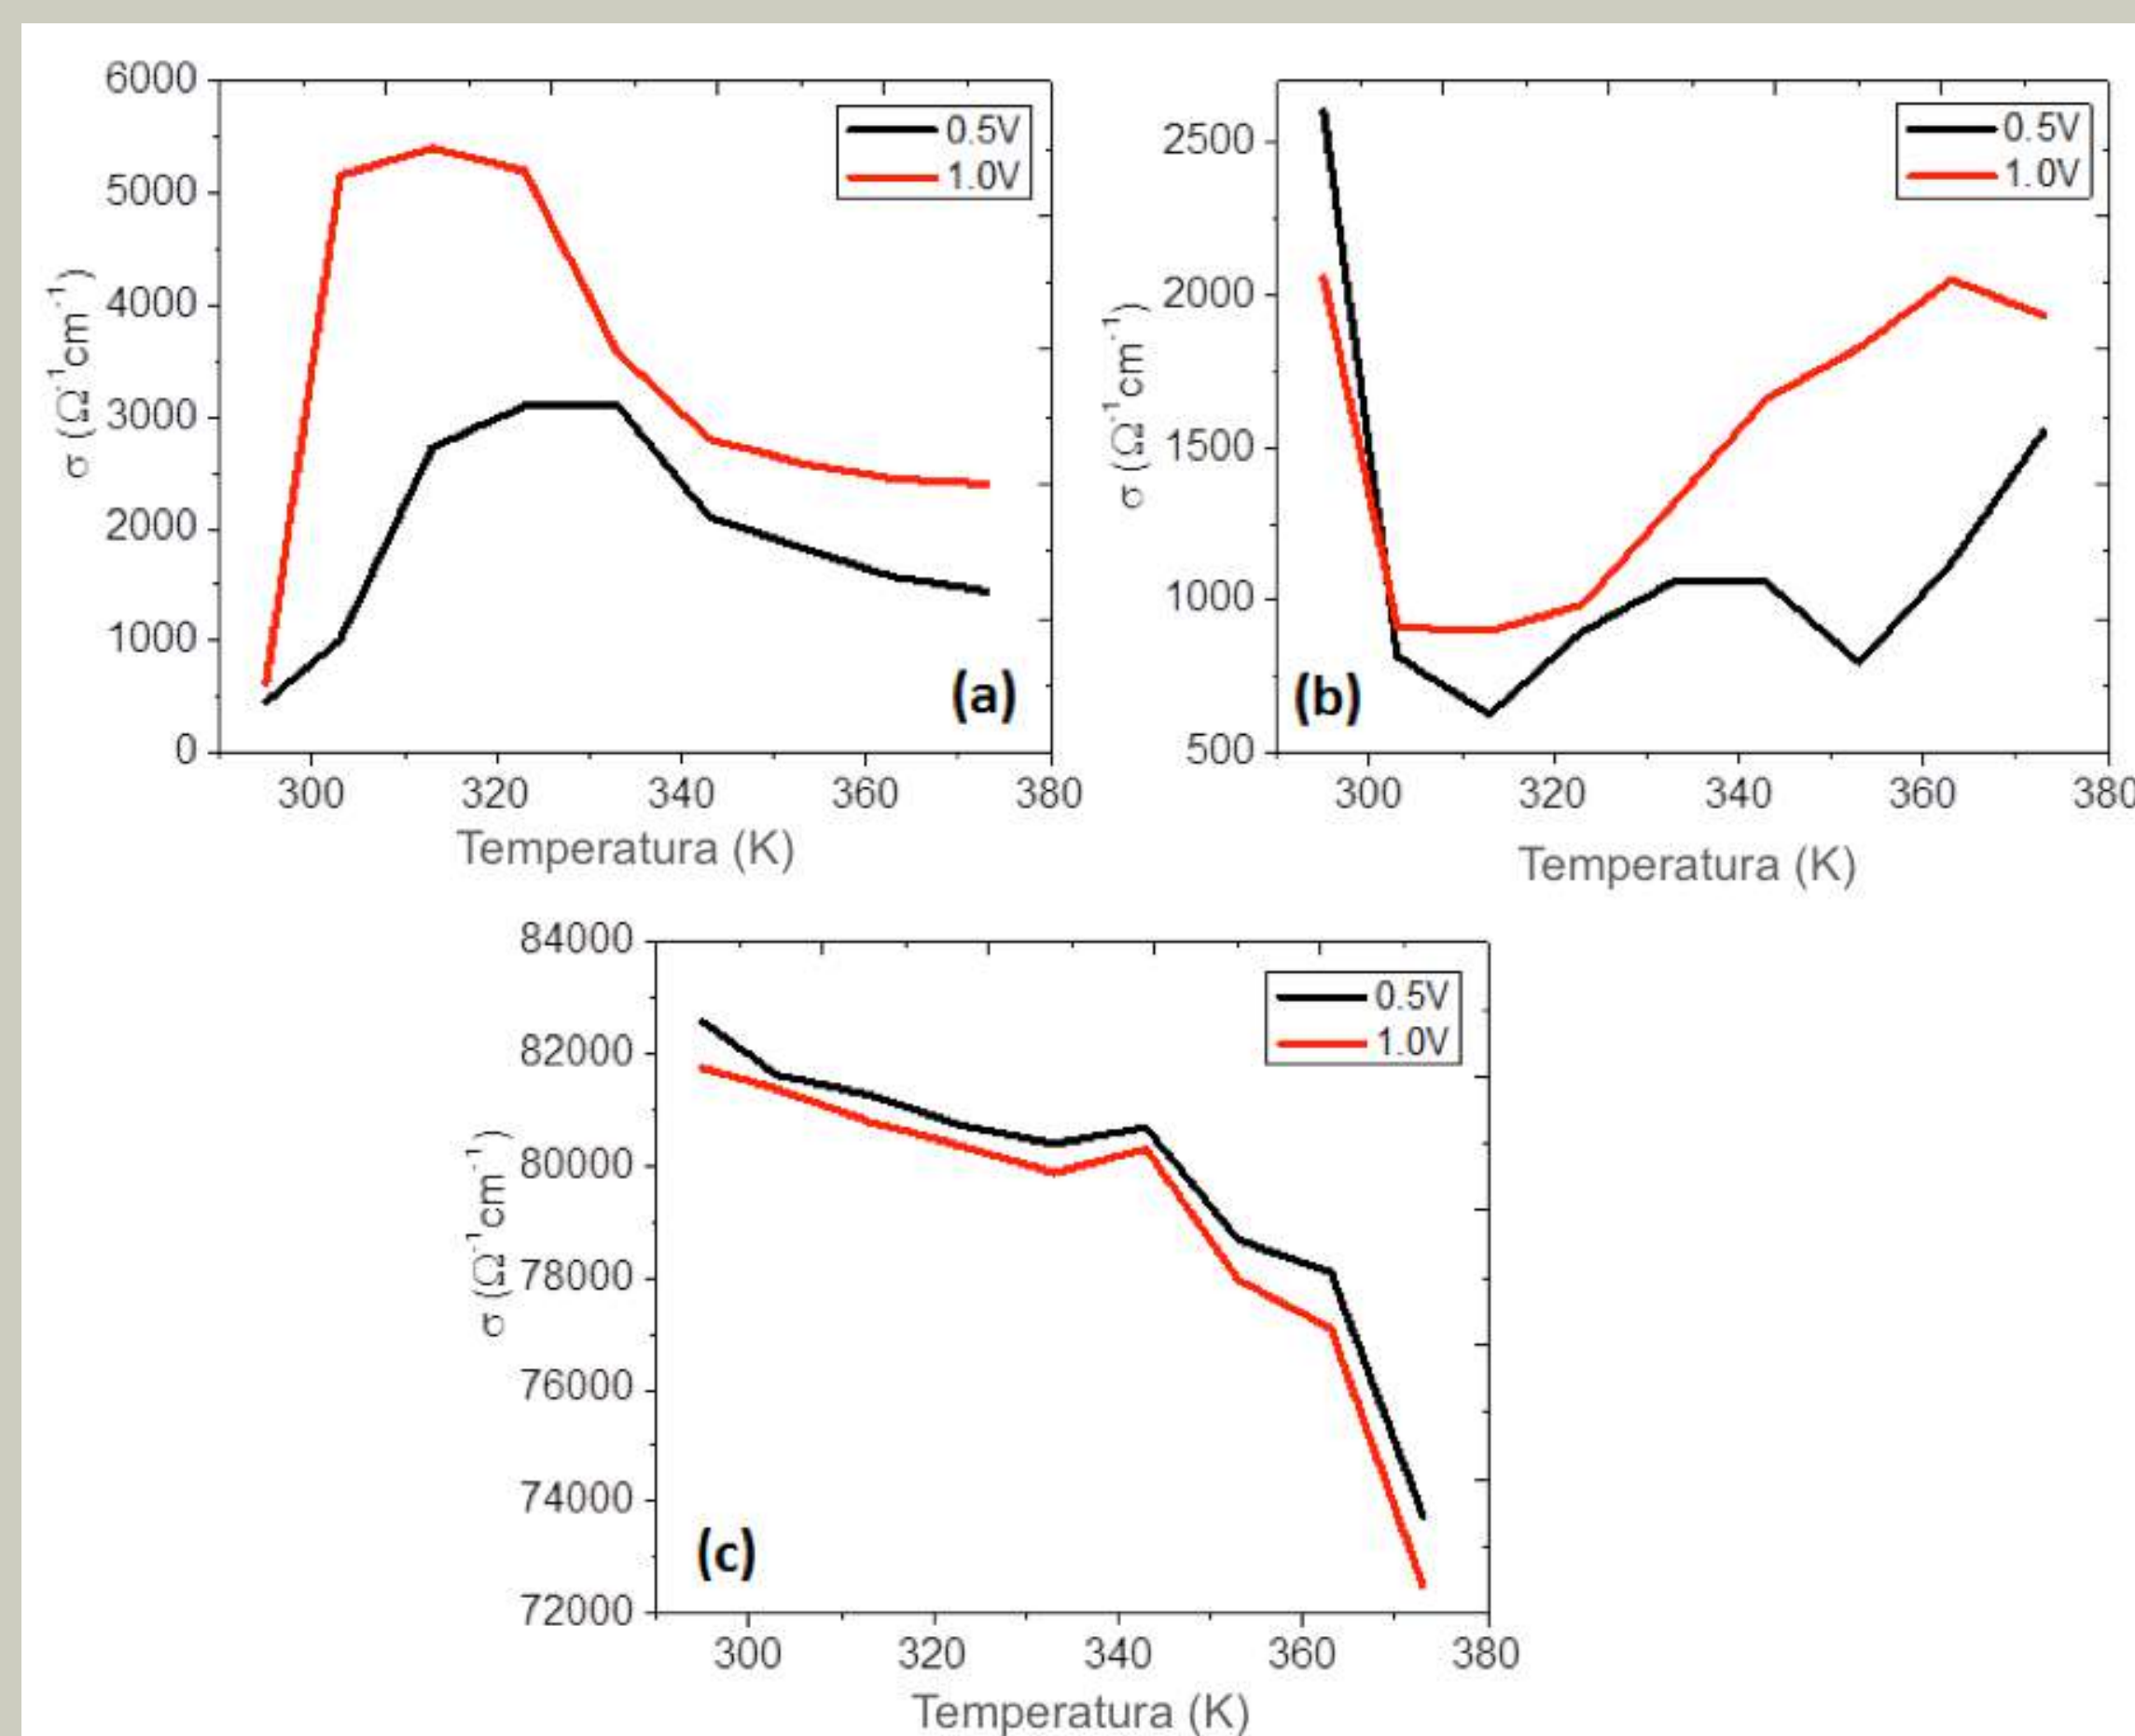 6000
5000
4000
3000
2000
1000
0
σ (Ω⁻¹cm⁻¹)
0.5V
1.0V
(a)
300 320 340 360 380
Temperatura (K)
2500
2000
1500
1000
500
σ (Ω⁻¹cm⁻¹)
0.5V
1.0V
(b)
300 320 340 360 380
Temperatura (K)
84000
82000
80000
78000
76000
74000
72000
σ (Ω⁻¹cm⁻¹)
0.5V
1.0V
(c)
300 320 340 360 380
Temperatura (K)